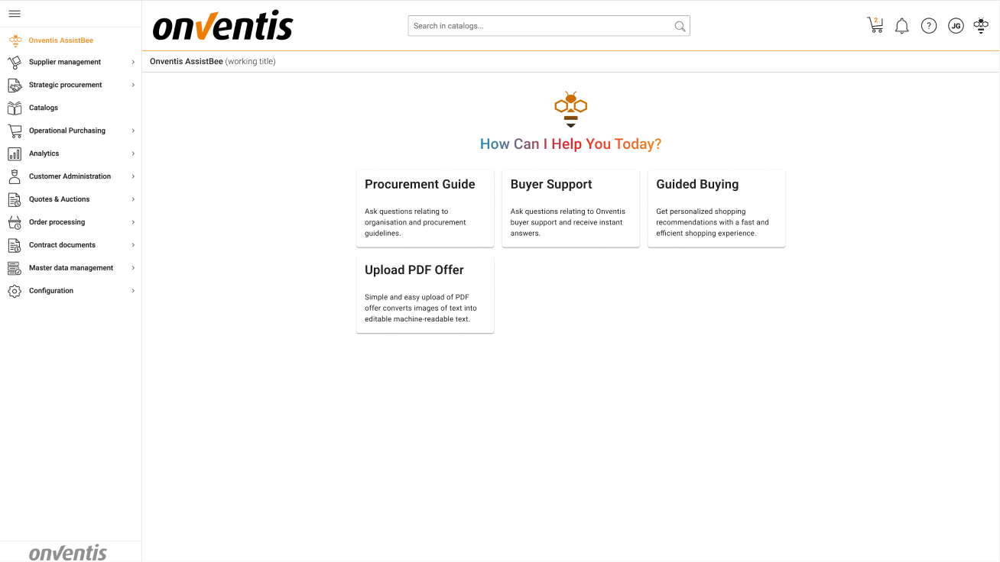 onventis
Search in catalogs...
2
?
JG
Onventis AssistBee
Supplier management
Strategic procurement
Catalogs
Operational Purchasing
Analytics
Customer Administration
Quotes & Auctions
Order processing
Contract documents
Master data management
Configuration
onventis
Onventis AssistBee (working title)
How Can I Help You Today?
Procurement Guide
Ask questions relating to
organisation and procurement
guidelines.
Buyer Support
Ask questions relating to Onventis
buyer support and receive instant
answers.
Guided Buying
Get personalized shopping
recommendations with a fast and
efficient shopping experience.
Upload PDF Offer
Simple and easy upload of PDF
offer converts images of text into
editable machine-readable text.